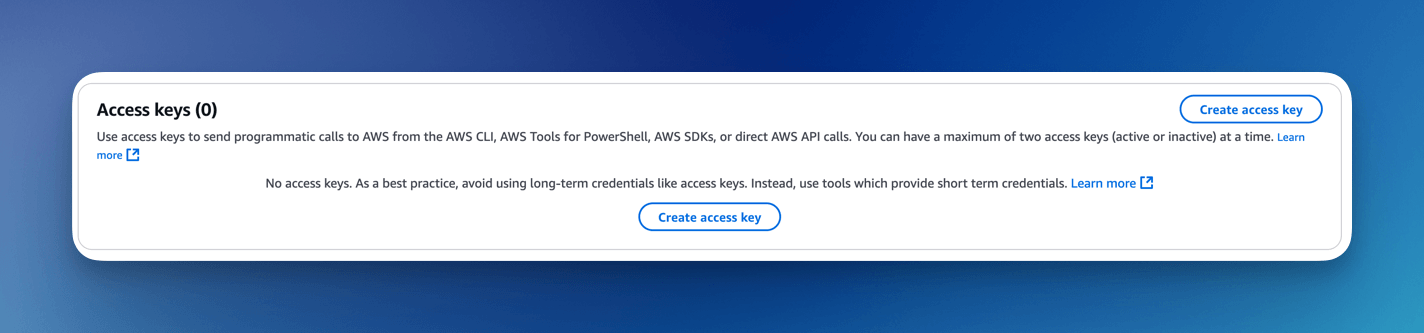 Access keys (0)
Create access key
Use access keys to send programmatic calls to AWS from the AWS CLI, AWS Tools for PowerShell, AWS SDKs, or direct AWS API calls. You can have a maximum of two access keys (active or inactive) at a time. Learn
more
No access keys. As a best practice, avoid using long-term credentials like access keys. Instead, use tools which provide short term credentials. Learn more
Create access key